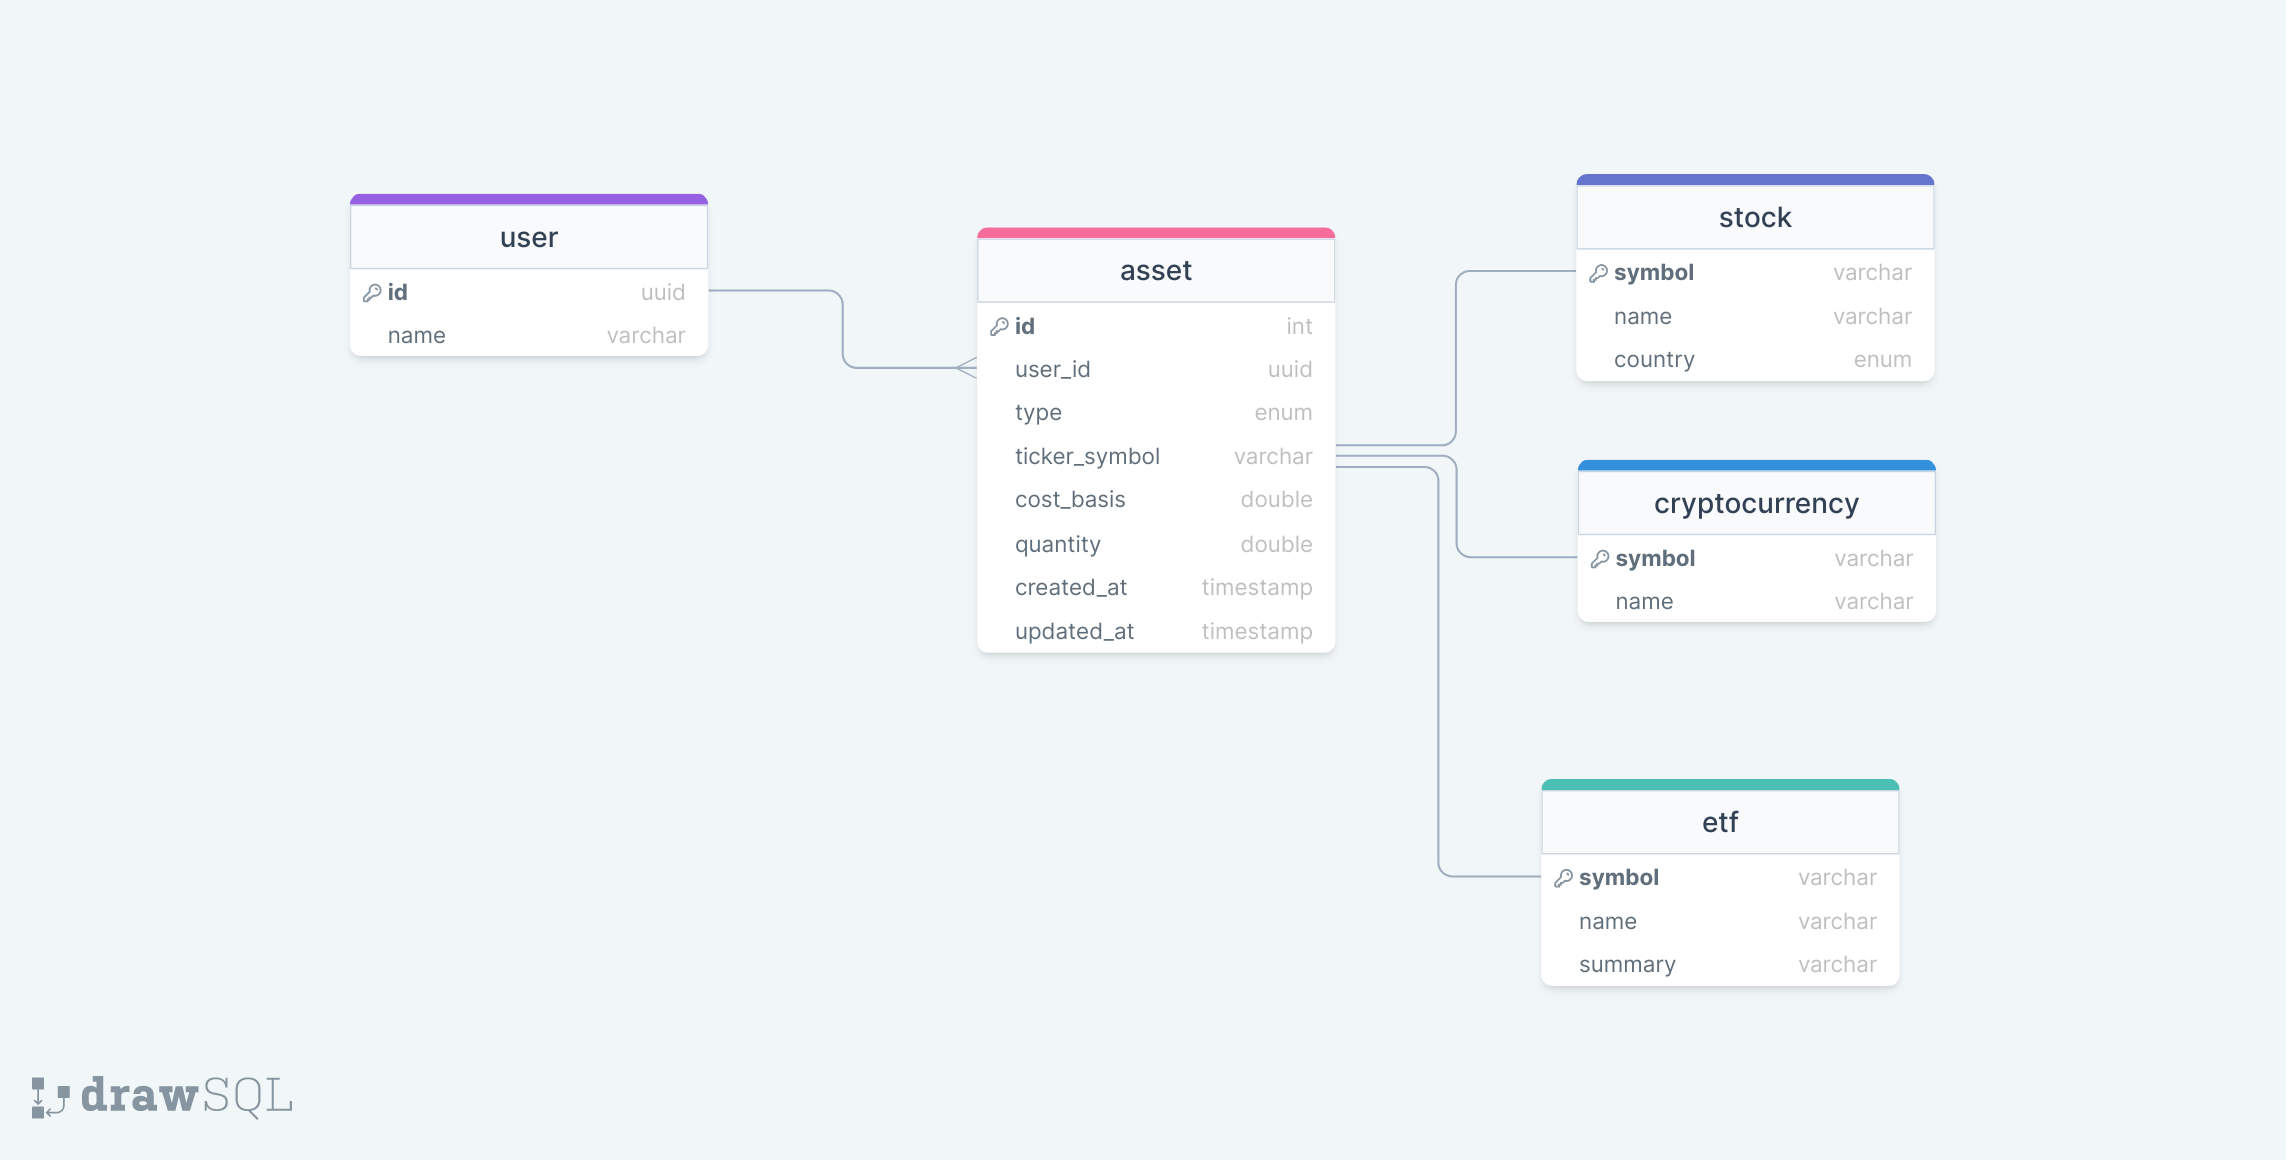 user
id uuid
name varchar
asset
id int
user_id uuid
type enum
ticker_symbol varchar
cost_basis double
quantity double
created_at timestamp
updated_at timestamp
stock
symbol varchar
name varchar
country enum
cryptocurrency
symbol varchar
name varchar
etf
symbol varchar
name varchar
summary varchar
drawSQL